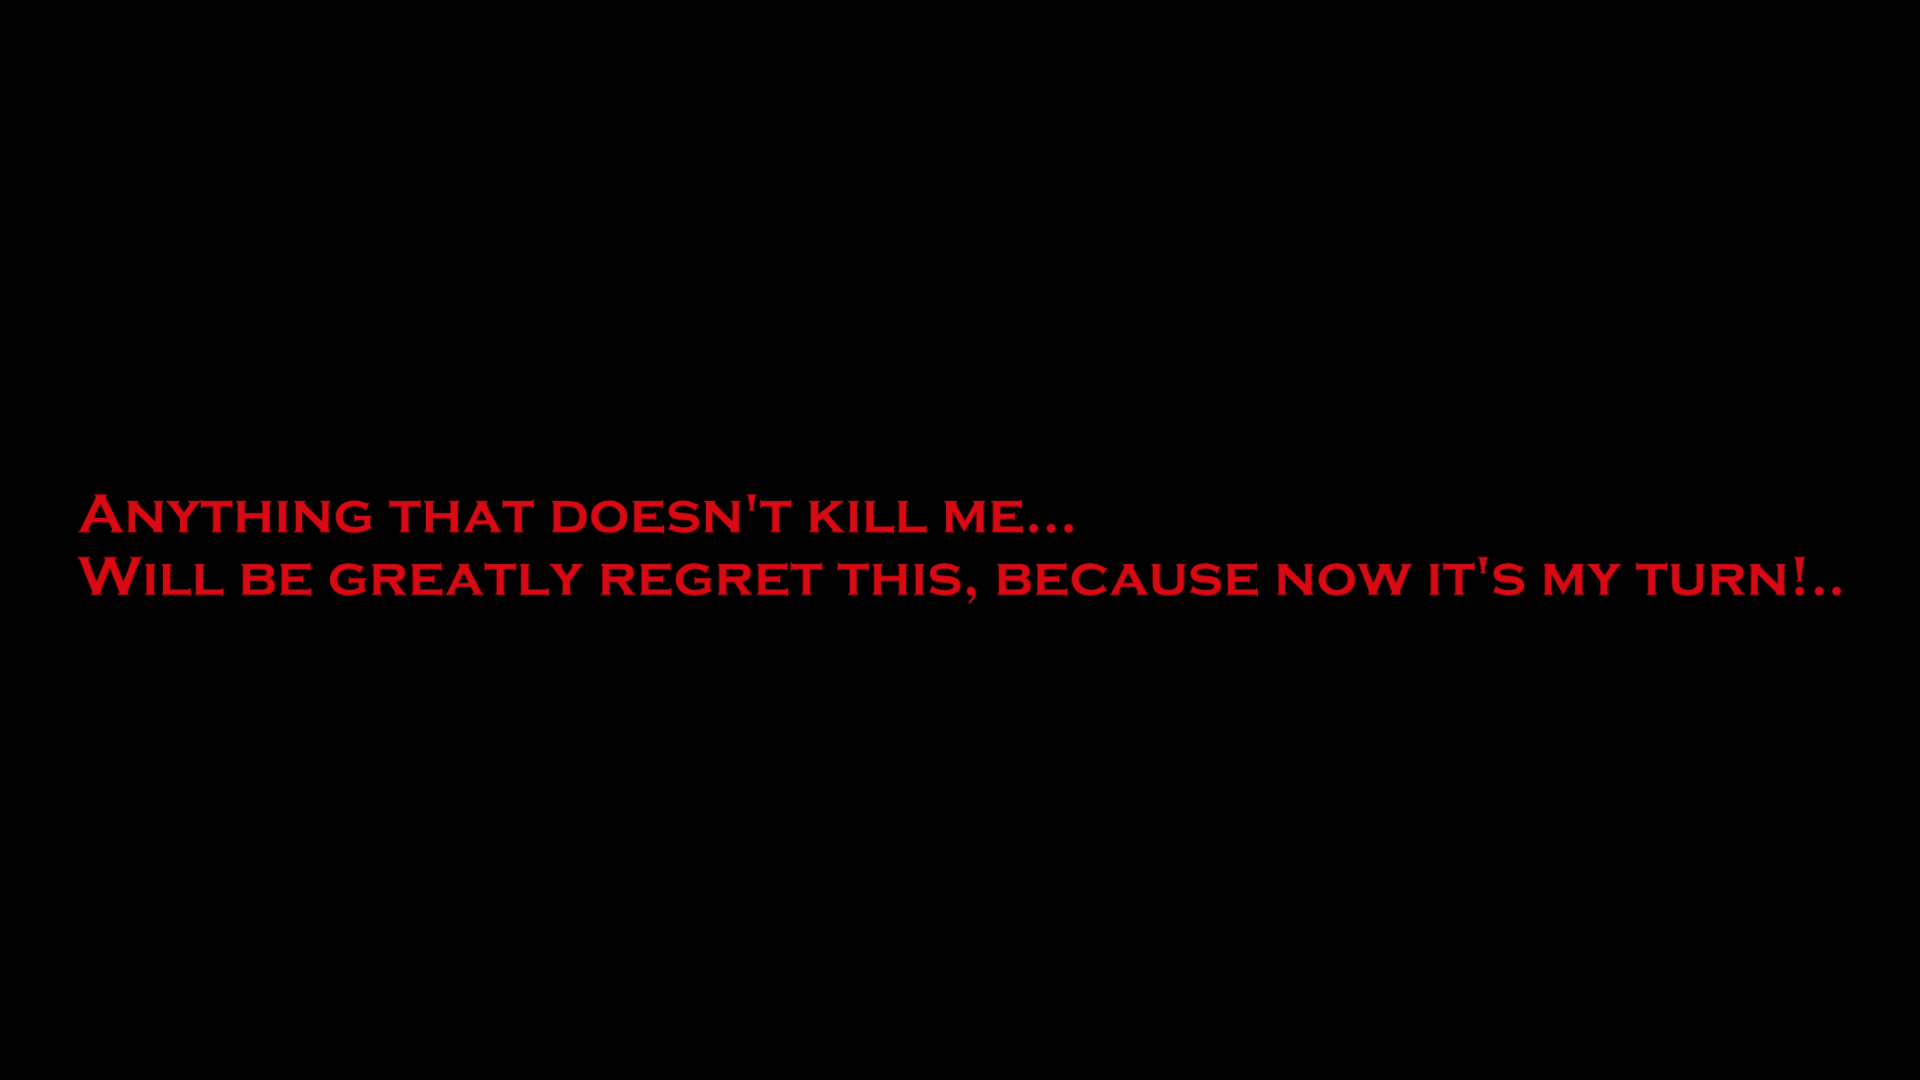 Anything that doesn't kill me...
Will be greatly regret this, because now it's my turn!..